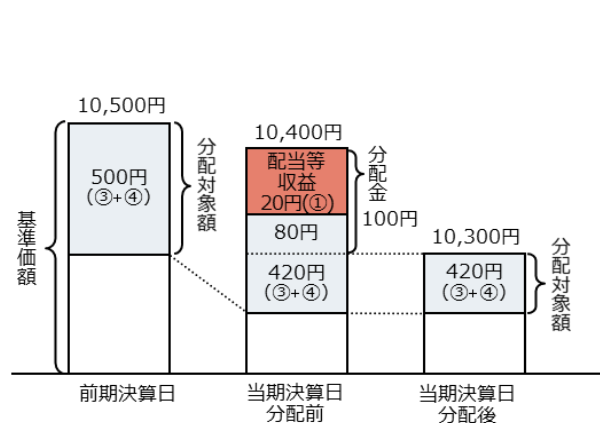 10,500円
500円
(③+④)
分配対象額
基準価額
10,400円
配当等
収益
20円(①)
80円
420円
(③+④)
分配金
100円
10,300円
420円
(③+④)
分配対象額
前期決算日
当期決算日
分配前
当期決算日
分配後